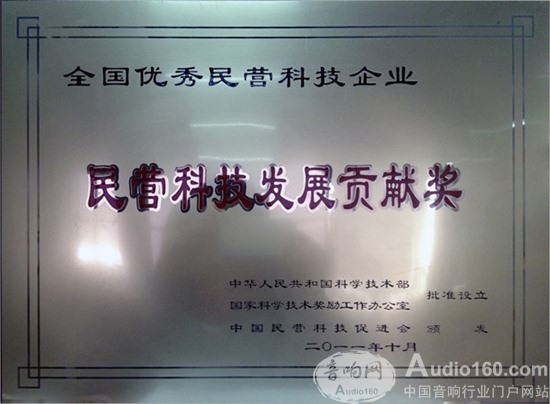 全国优秀民营科技企业
民营科技发展贡献奖
中华人民共和国科学技术部
国家科学技术奖励工作办公室
批准设立
中国民营科技促进会 颁发
二〇一一年十月
音响网 Audio160.com
Audio160 中国音响行业门户网站